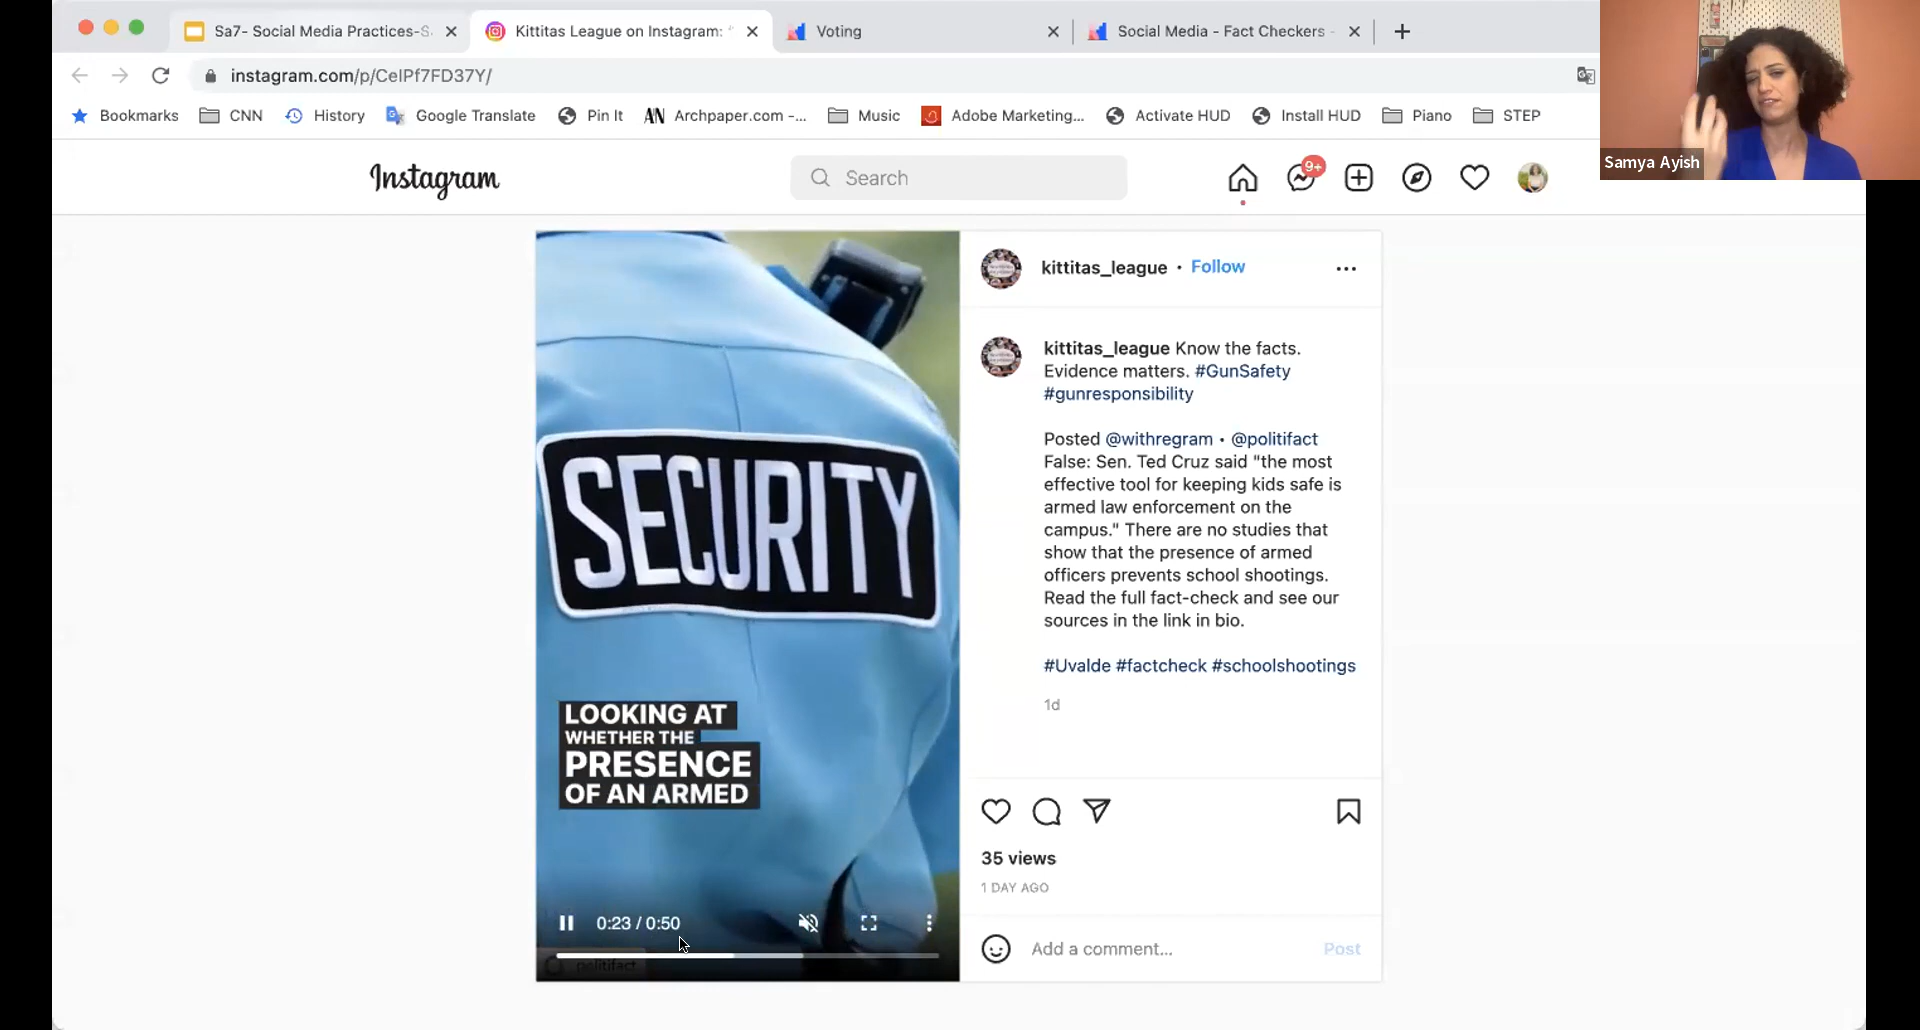 Sa7- Social Media Practices-S
Kittitas League on Instagram: "
Voting
Social Media - Fact Checkers -
instagram.com/p/CelPf7FD37Y/
Bookmarks
CNN
History
Google Translate
Pin It
Archpaper.com -...
Music
Adobe Marketing...
Activate HUD
Install HUD
Piano
STEP
Samya Ayish
Instagram
Search
9+
SECURITY
LOOKING AT
WHETHER THE
PRESENCE
OF AN ARMED
0:23 / 0:50
politifact
kittitas_league • Follow
kittitas_league Know the facts.
Evidence matters. #GunSafety
#gunresponsibility
Posted @withregram • @politifact
False: Sen. Ted Cruz said "the most
effective tool for keeping kids safe is
armed law enforcement on the
campus." There are no studies that
show that the presence of armed
officers prevents school shootings.
Read the full fact-check and see our
sources in the link in bio.
#Uvalde #factcheck #schoolshootings
1d
35 views
1 DAY AGO
Add a comment...
Post